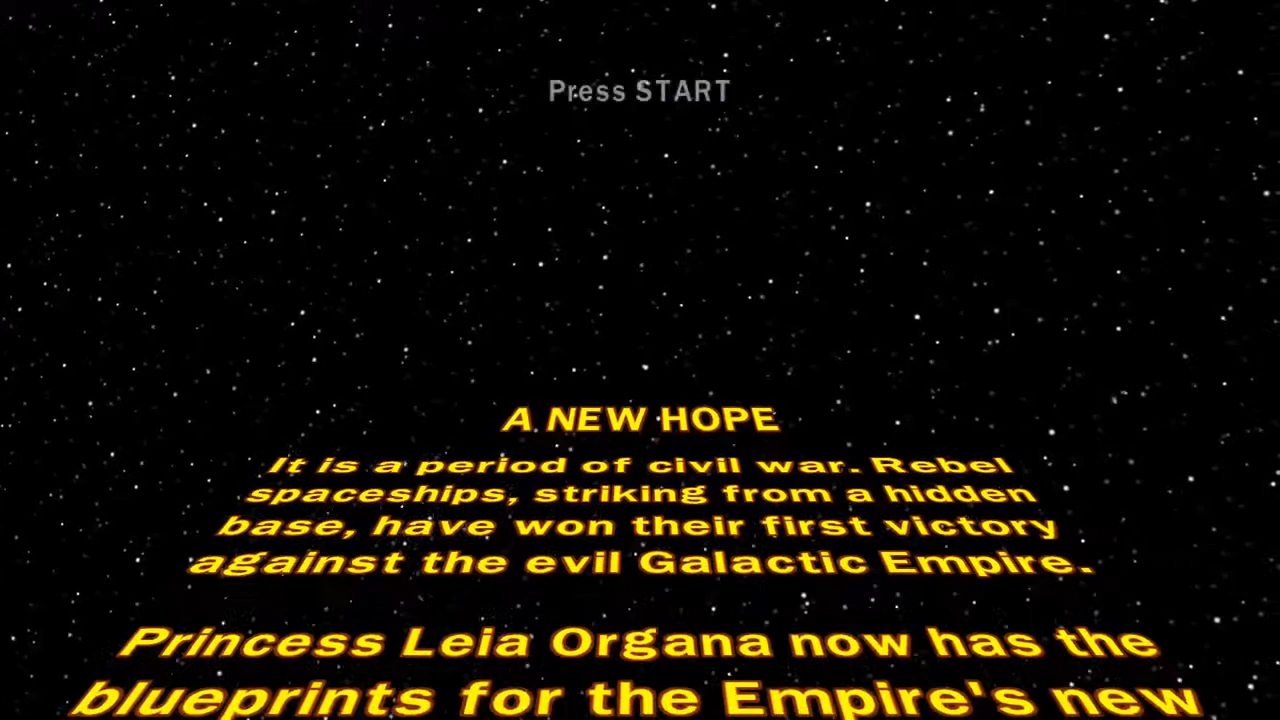 Press START
A NEW HOPE
It is a period of civil war. Rebel
spaceships, striking from a hidden
base, have won their first victory
against the evil Galactic Empire.
Princess Leia Organa now has the
blueprints for the Empire's new